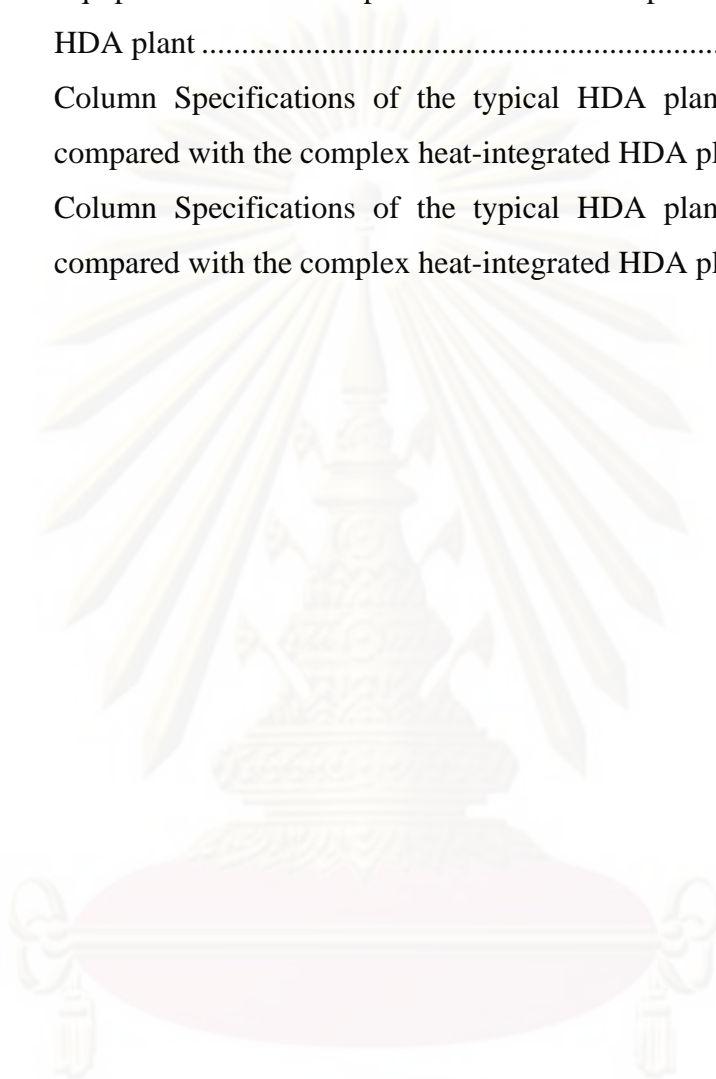 HDA plant ................................................................
Column Specifications of the typical HDA plan
compared with the complex heat-integrated HDA pl
Column Specifications of the typical HDA plan
compared with the complex heat-integrated HDA pl